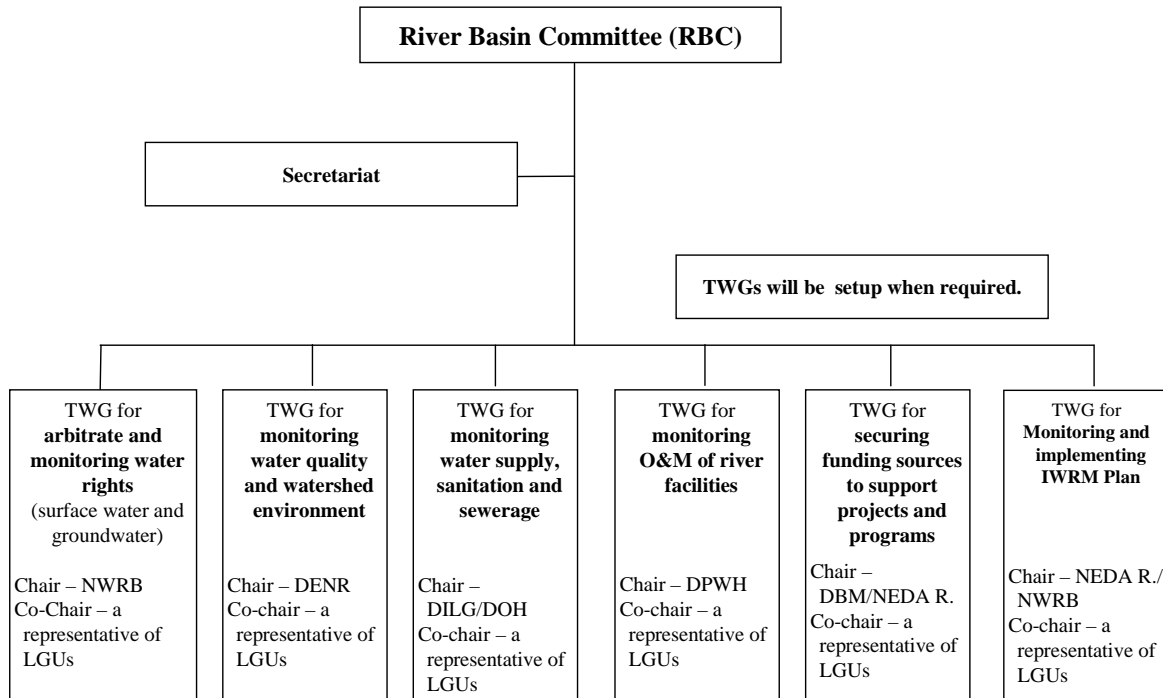 River Basin Committee (RBC)
Secretariat
TWGs will be setup when required.
TWG for
arbitrate and
monitoring water
rights
(surface water and
groundwater)
Chair – NWRB
Co-Chair – a
representative of
LGUs
TWG for
monitoring
water quality
and watershed
environment
Chair – DENR
Co-chair – a
representative of
LGUs
TWG for
monitoring
water supply,
sanitation and
sewerage
Chair –
DILG/DOH
Co-chair – a
representative of
LGUs
TWG for
monitoring
O&M of river
facilities
Chair – DPWH
Co-chair – a
representative of
LGUs
TWG for
securing
funding sources
to support
projects and
programs
Chair –
DBM/NEDA R.
Co-chair – a
representative of
LGUs
TWG for
Monitoring and
implementing
IWRM Plan
Chair – NEDA R./
NWRB
Co-chair – a
representative of
LGUs